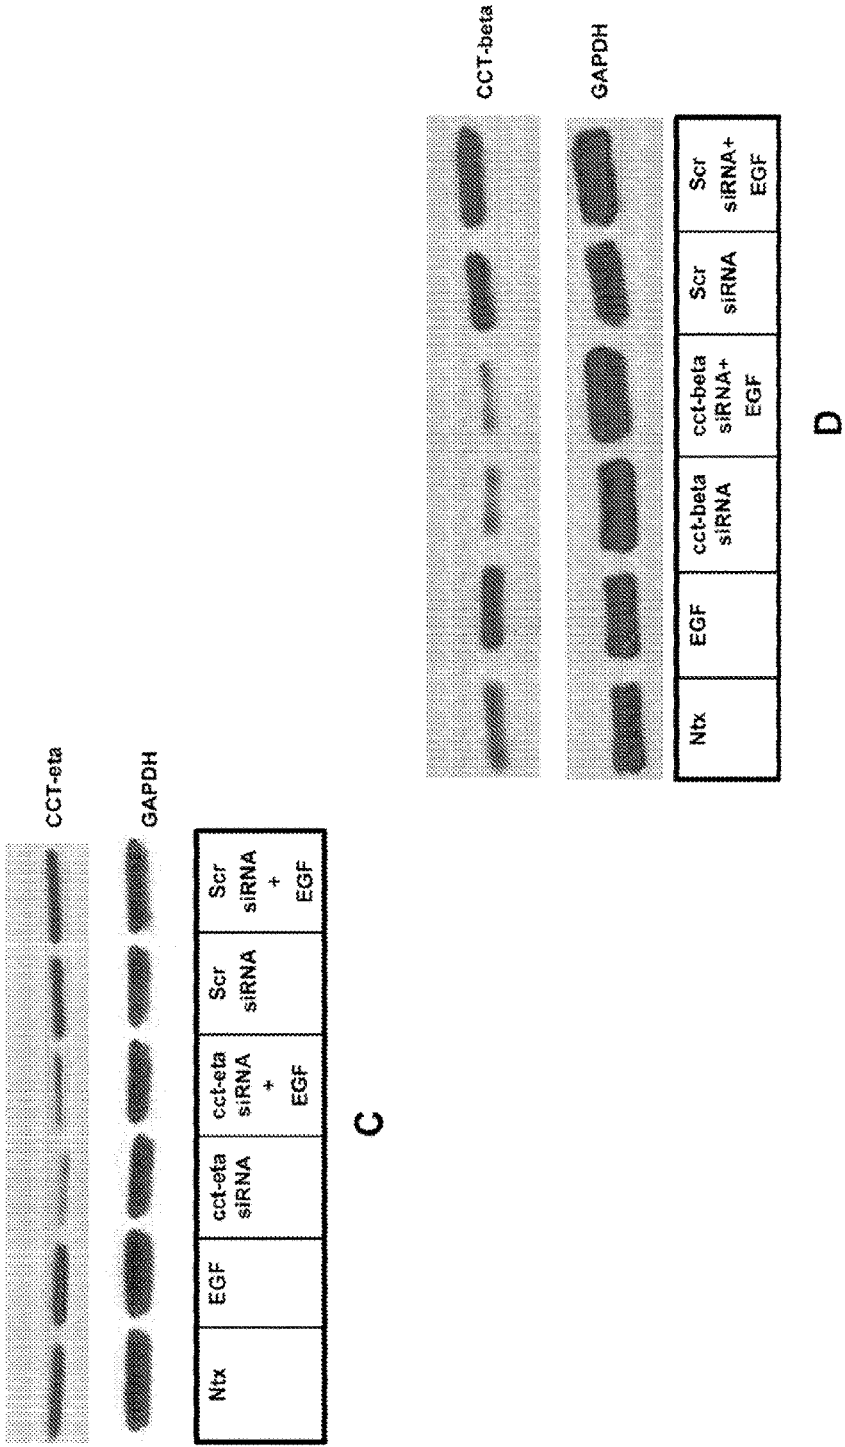 CCT-eta
GAPDH
Ntx
EGF
cct-eta
siRNA
cct-eta
siRNA
+
EGF
Scr
siRNA
Scr
siRNA
+
EGF
C
CCT-beta
GAPDH
Ntx
EGF
cct-beta
siRNA
cct-beta
siRNA+
EGF
Scr
siRNA
Scr
siRNA+
EGF
D